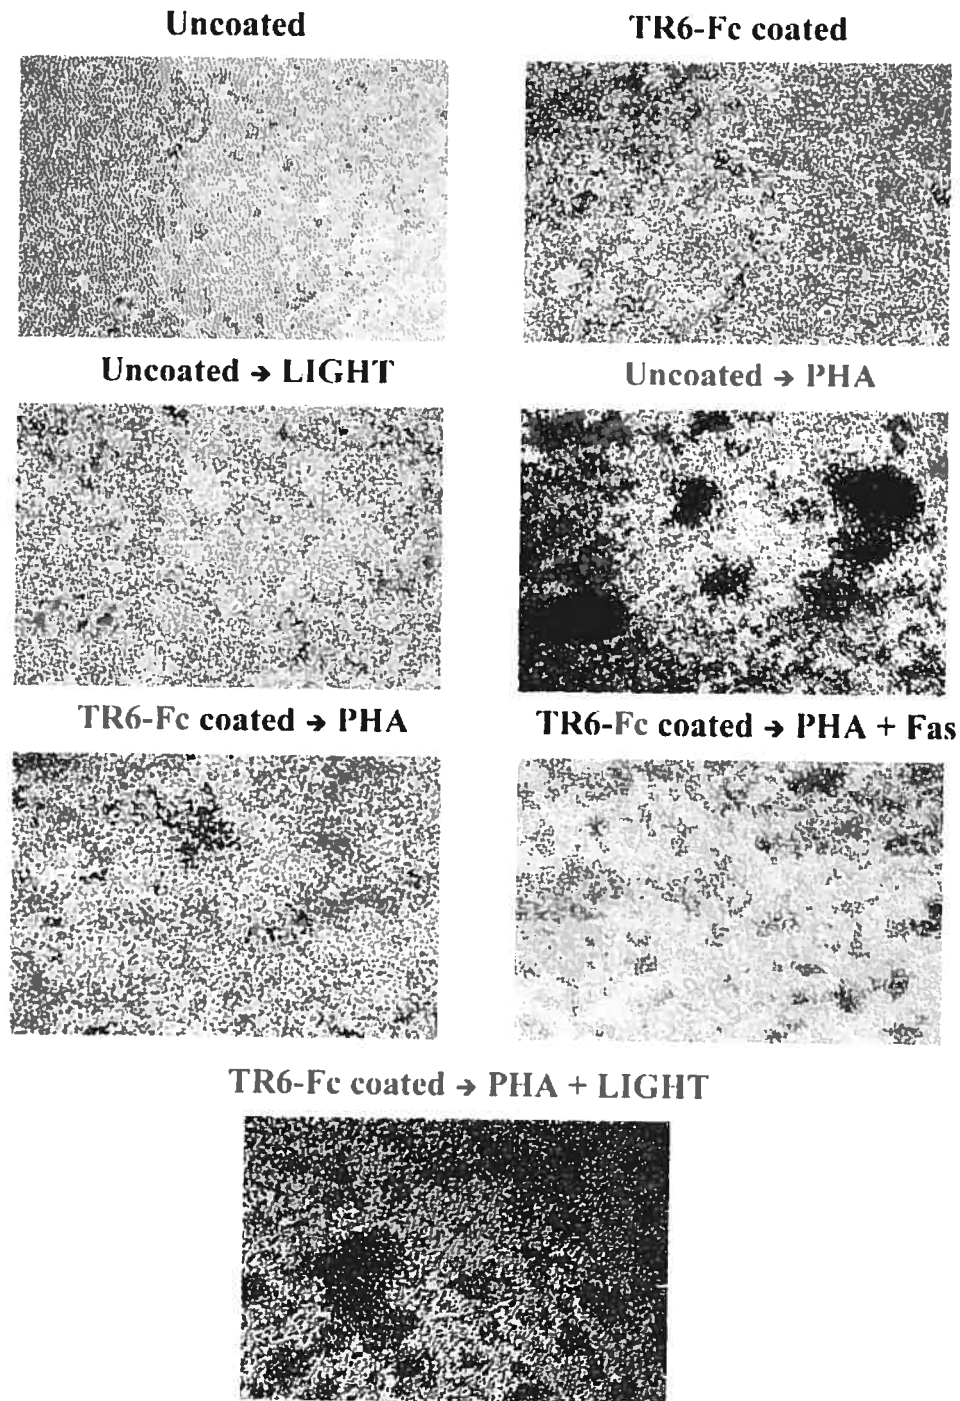 Uncoated
TR6-Fc coated
Uncoated → LIGHT
Uncoated → PHA
TR6-Fc coated → PHA
TR6-Fc coated → PHA + Fas
TR6-Fc coated → PHA + LIGHT